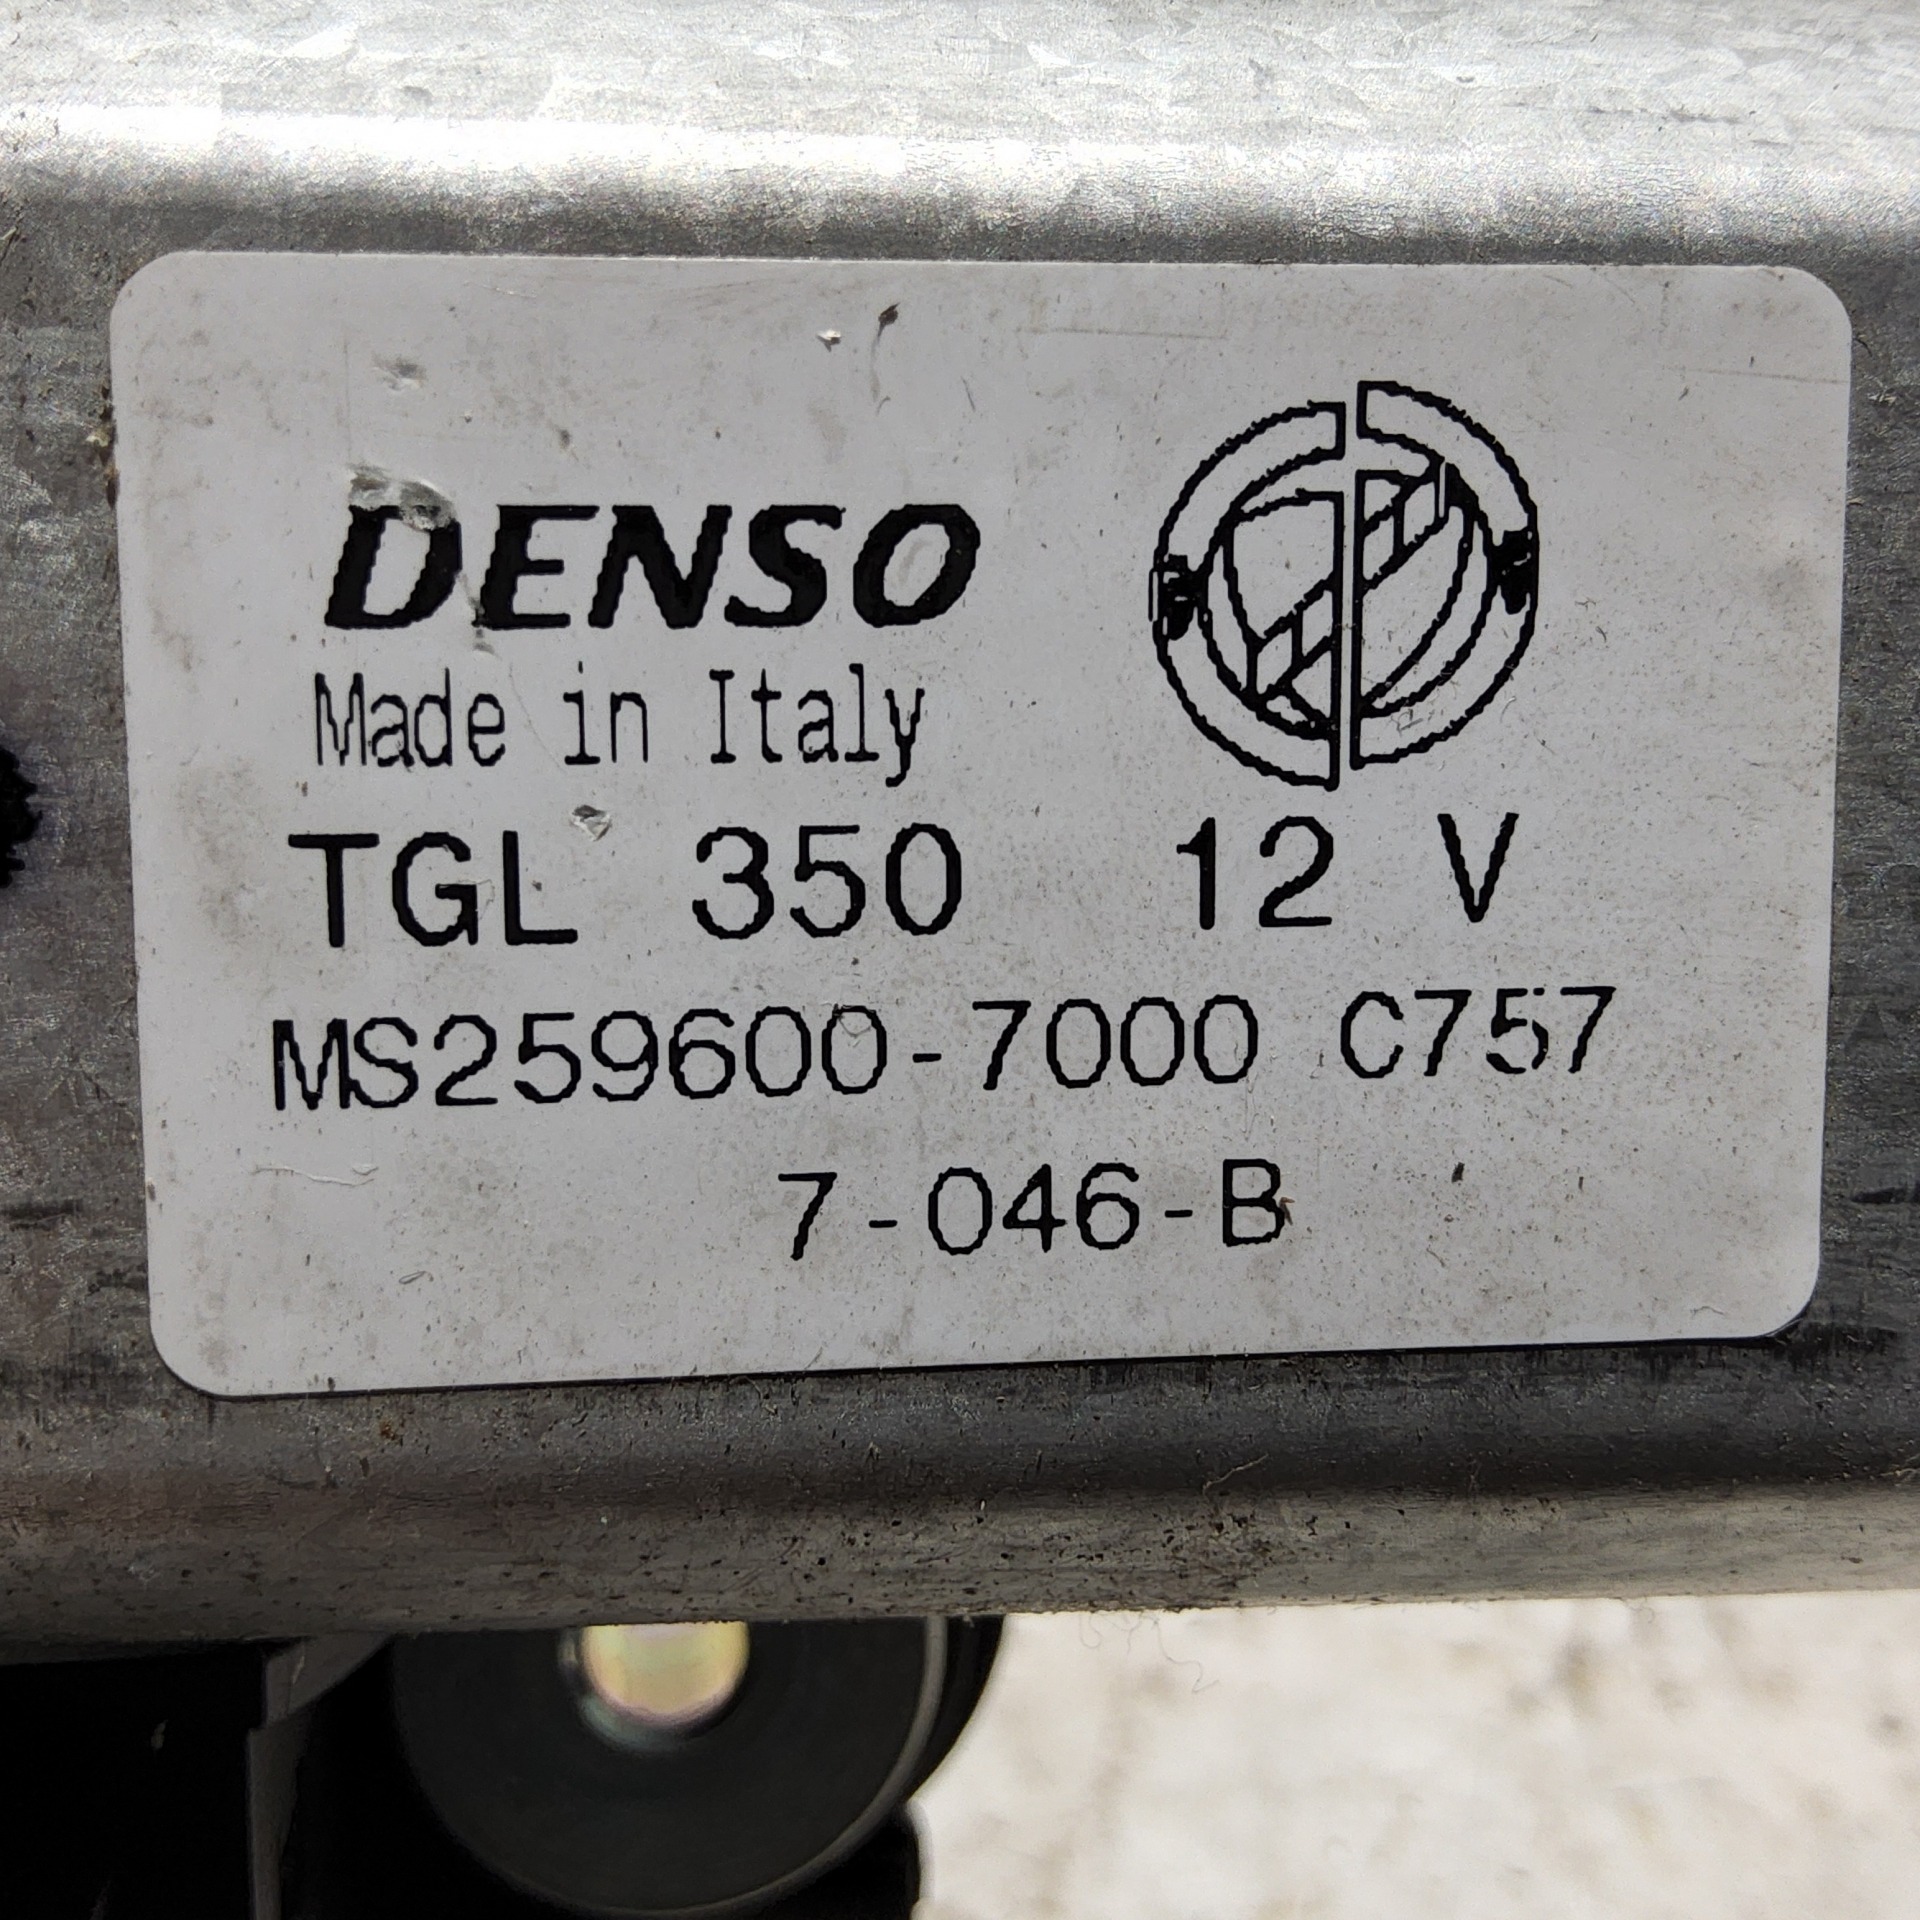 DENSO
Made in Italy
TGL 350 12 V
MS259600-7000 C757
7-046-B